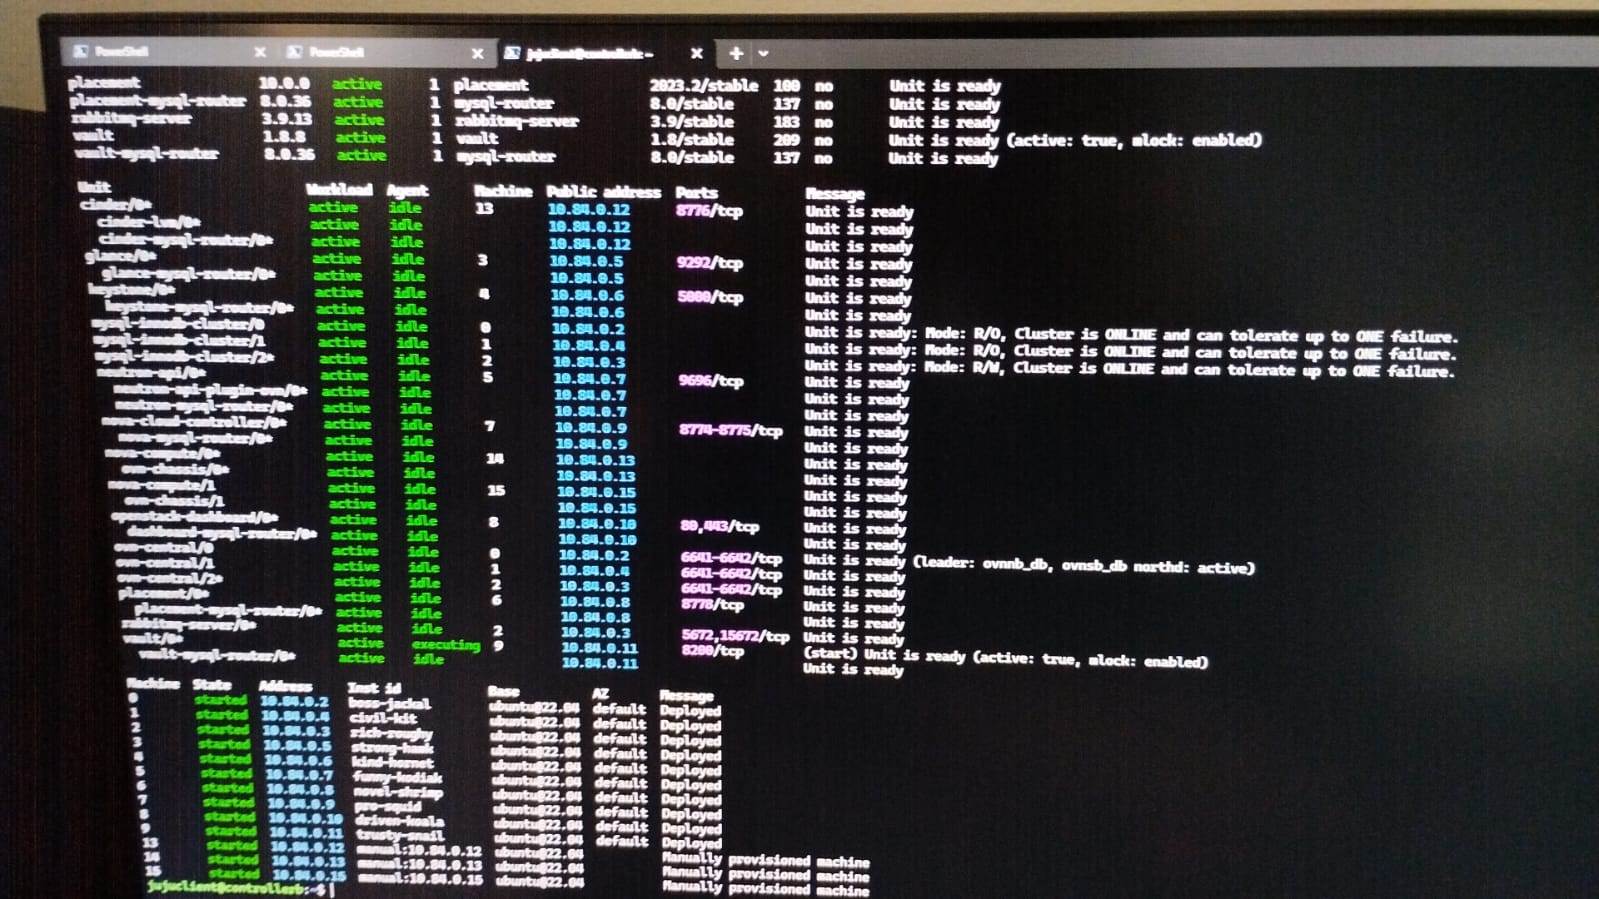 PowerShell PowerShell jujuclient@controllerb: ~
placement 10.0.0 active 1 placement 2023.2/stable 100 no Unit is ready
placement-mysql-router 8.0.36 active 1 mysql-router 8.0/stable 137 no Unit is ready
rabbitmq-server 3.9.13 active 1 rabbitmq-server 3.9/stable 183 no Unit is ready
vault 1.8.8 active 1 vault 1.8/stable 209 no Unit is ready (active: true, mlock: enabled)
vault-mysql-router 8.0.36 active 1 mysql-router 8.0/stable 137 no Unit is ready
Unit Workload Agent Machine Public address Ports Message
cinder/0* active idle 13 10.84.0.12 8776/tcp Unit is ready
cinder-lvm/0* active idle 10.84.0.12 Unit is ready
cinder-mysql-router/0* active idle 10.84.0.12 Unit is ready
glance/0* active idle 3 10.84.0.5 9292/tcp Unit is ready
glance-mysql-router/0* active idle 10.84.0.5 Unit is ready
keystone/0* active idle 4 10.84.0.6 5000/tcp Unit is ready
keystone-mysql-router/0* active idle 10.84.0.6 Unit is ready
mysql-innodb-cluster/0 active idle 0 10.84.0.2 Unit is ready: Mode: R/O, Cluster is ONLINE and can tolerate up to ONE failure.
mysql-innodb-cluster/1 active idle 1 10.84.0.4 Unit is ready: Mode: R/O, Cluster is ONLINE and can tolerate up to ONE failure.
mysql-innodb-cluster/2* active idle 2 10.84.0.3 Unit is ready: Mode: R/W, Cluster is ONLINE and can tolerate up to ONE failure.
neutron-api/0* active idle 5 10.84.0.7 9696/tcp Unit is ready
neutron-api-plugin-ovn/0* active idle 10.84.0.7 Unit is ready
neutron-mysql-router/0* active idle 10.84.0.7 Unit is ready
nova-cloud-controller/0* active idle 7 10.84.0.9 8774-8775/tcp Unit is ready
nova-mysql-router/0* active idle 10.84.0.9 Unit is ready
nova-compute/0* active idle 14 10.84.0.13 Unit is ready
ovn-chassis/0* active idle 10.84.0.13 Unit is ready
nova-compute/1 active idle 15 10.84.0.15 Unit is ready
ovn-chassis/1 active idle 10.84.0.15 Unit is ready
openstack-dashboard/0* active idle 8 10.84.0.10 80,443/tcp Unit is ready
dashboard-mysql-router/0* active idle 10.84.0.10 Unit is ready
ovn-central/0 active idle 0 10.84.0.2 6641-6642/tcp Unit is ready (leader: ovnnb_db, ovnsb_db northd: active)
ovn-central/1 active idle 1 10.84.0.4 6641-6642/tcp Unit is ready
ovn-central/2* active idle 2 10.84.0.3 6641-6642/tcp Unit is ready
placement/0* active idle 6 10.84.0.8 8778/tcp Unit is ready
placement-mysql-router/0* active idle 10.84.0.8 Unit is ready
rabbitmq-server/0* active idle 2 10.84.0.3 5672,15672/tcp Unit is ready
vault/0* active executing 9 10.84.0.11 8200/tcp (start) Unit is ready (active: true, mlock: enabled)
vault-mysql-router/0* active idle 10.84.0.11 Unit is ready
Machine State Address Inst id Base AZ Message
0 started 10.84.0.2 boss-jackal ubuntu@22.04 default Deployed
1 started 10.84.0.4 civil-kit ubuntu@22.04 default Deployed
2 started 10.84.0.3 rich-roughy ubuntu@22.04 default Deployed
3 started 10.84.0.5 strong-hawk ubuntu@22.04 default Deployed
4 started 10.84.0.6 kind-hornet ubuntu@22.04 default Deployed
5 started 10.84.0.7 funny-kodiak ubuntu@22.04 default Deployed
6 started 10.84.0.8 novel-shrimp ubuntu@22.04 default Deployed
7 started 10.84.0.9 pro-squid ubuntu@22.04 default Deployed
8 started 10.84.0.10 driven-koala ubuntu@22.04 default Deployed
9 started 10.84.0.11 trusty-snail ubuntu@22.04 default Deployed
13 started 10.84.0.12 manual:10.84.0.12 ubuntu@22.04 Manually provisioned machine
14 started 10.84.0.13 manual:10.84.0.13 ubuntu@22.04 Manually provisioned machine
15 started 10.84.0.15 manual:10.84.0.15 ubuntu@22.04 Manually provisioned machine
jujuclient@controllerb:~$